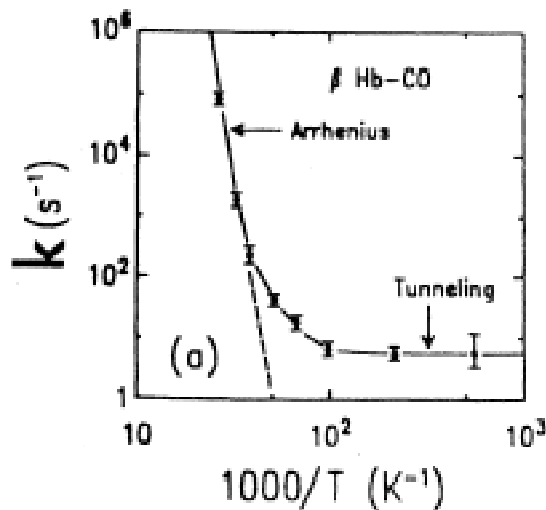 10⁶
β Hb-CO
Arrhenius
10⁴
k (s⁻¹)
10²
Tunneling
(a)
1
10
10²
10³
1000/T (K⁻¹)